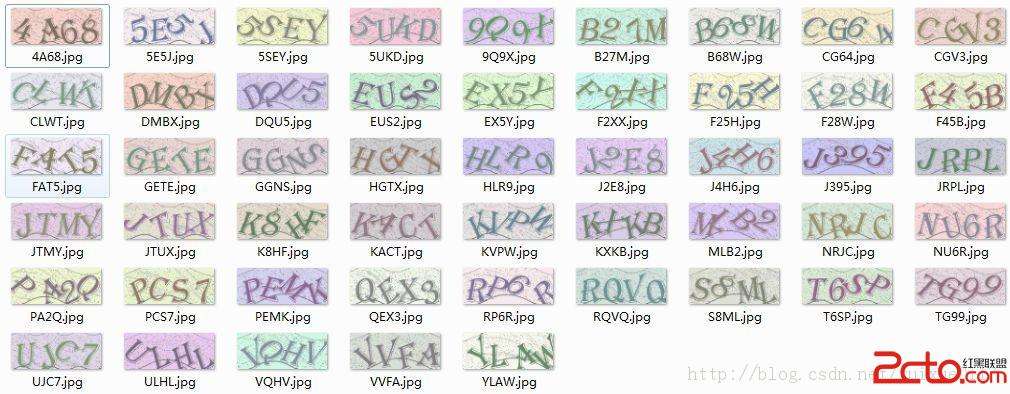 4A68 5E5J 5SEY 5UKD 9Q9X B27M B68W CG64 CGV3
4A68.jpg 5E5J.jpg 5SEY.jpg 5UKD.jpg 9Q9X.jpg B27M.jpg B68W.jpg CG64.jpg CGV3.jpg
CLWT DMBX DQU5 EUS2 EX5Y F2XX F25H F28W F45B
CLWT.jpg DMBX.jpg DQU5.jpg EUS2.jpg EX5Y.jpg F2XX.jpg F25H.jpg F28W.jpg F45B.jpg
FAT5 GETE GGNS HGTX HLR9 J2E8 J4H6 J395 JRPL
FAT5.jpg GETE.jpg GGNS.jpg HGTX.jpg HLR9.jpg J2E8.jpg J4H6.jpg J395.jpg JRPL.jpg
JTMY JTUX K8HF KACT KVPW KXKB MLB2 NRJC NU6R
JTMY.jpg JTUX.jpg K8HF.jpg KACT.jpg KVPW.jpg KXKB.jpg MLB2.jpg NRJC.jpg NU6R.jpg
PA2Q PCS7 PEMK QEX3 RP6R RQVQ S8ML T6SP TG99
PA2Q.jpg PCS7.jpg PEMK.jpg QEX3.jpg RP6R.jpg RQVQ.jpg S8ML.jpg T6SP.jpg TG99.jpg
UJC7 ULHL VQHV VVFA YLAW
UJC7.jpg ULHL.jpg VQHV.jpg VVFA.jpg YLAW.jpg
http://blog.csdn.net/
2cto.com 红黑联盟